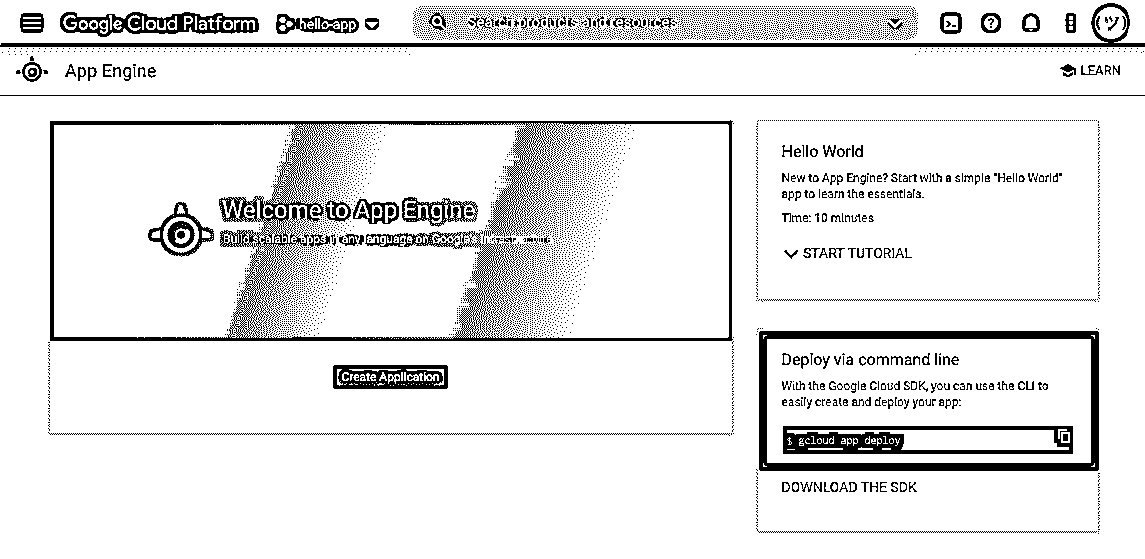 Google Cloud Platform
hello-app
Search products and resources
App Engine
LEARN
Welcome to App Engine
Build scalable apps in any language on Google's infrastructure
Create Application
Hello World
New to App Engine? Start with a simple "Hello World"
app to learn the essentials.
Time: 10 minutes
START TUTORIAL
Deploy via command line
With the Google Cloud SDK, you can use the CLI to
easily create and deploy your app:
$ gcloud app deploy
DOWNLOAD THE SDK